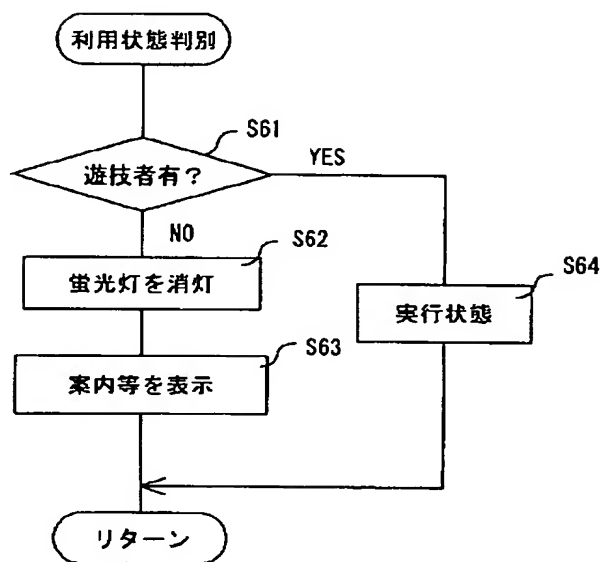 利用状態判別
S61
遊技者有？
YES
NO
S62
蛍光灯を消灯
S64
実行状態
S63
案内等を表示
リターン